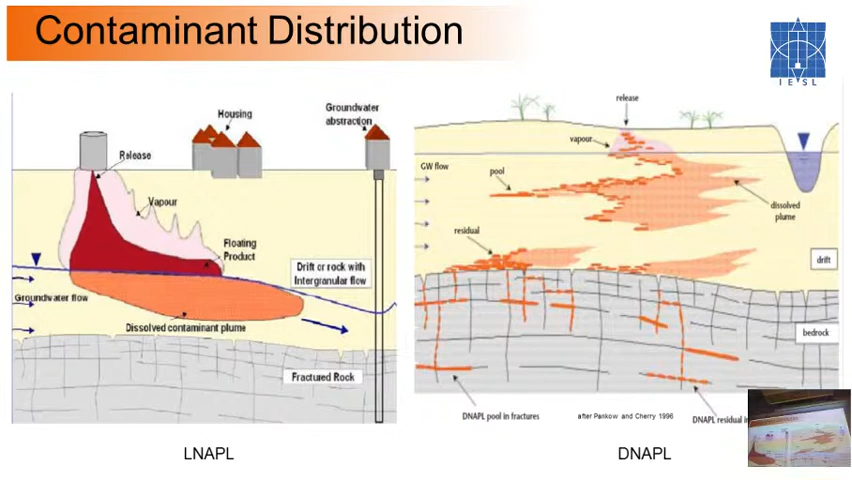 Contaminant Distribution
I E S L
Housing
Groundwater
abstraction
Release
Vapour
Floating
Product
Drift or rock with
Intergranular flow
Groundwater flow
Dissolved contaminant plume
Fractured Rock
LNAPL
release
vapour
GW flow
pool
dissolved
plume
residual
drift
bedrock
DNAPL pool in fractures
after Pankow and Cherry 1996
DNAPL residual
DNAPL